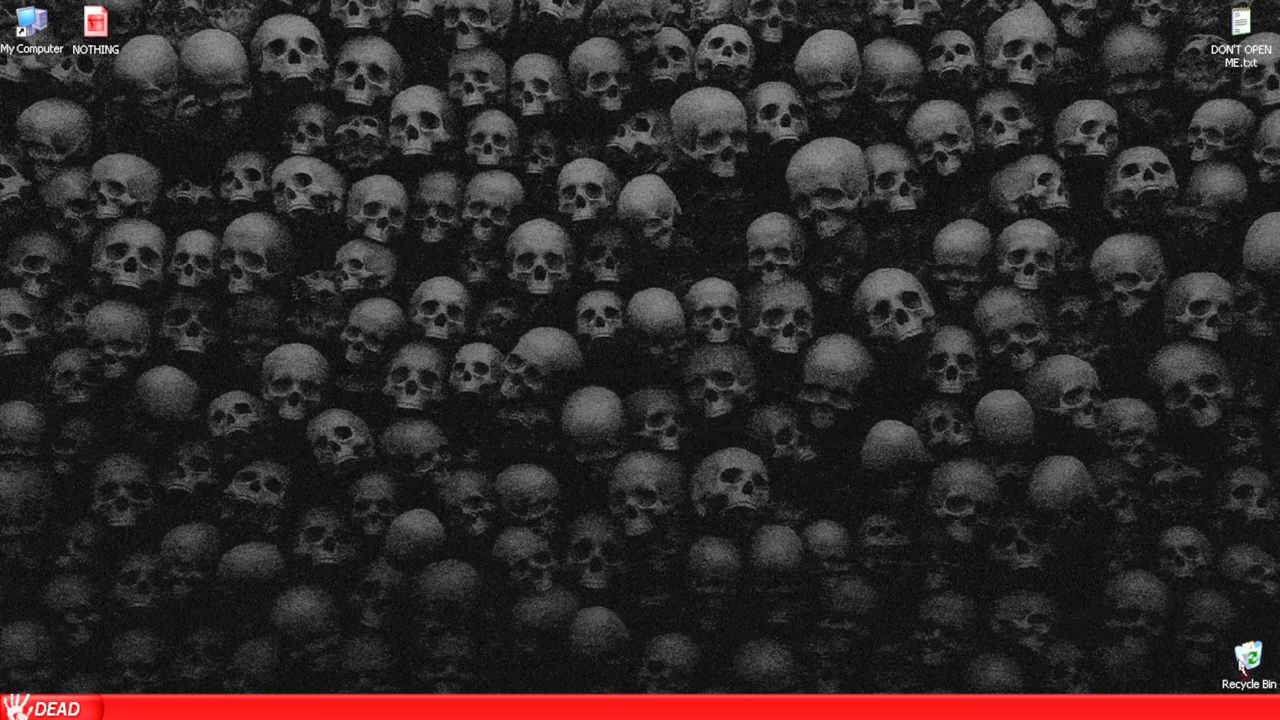 My Computer
NOTHING
DON'T OPEN
ME.txt
Recycle Bin
DEAD